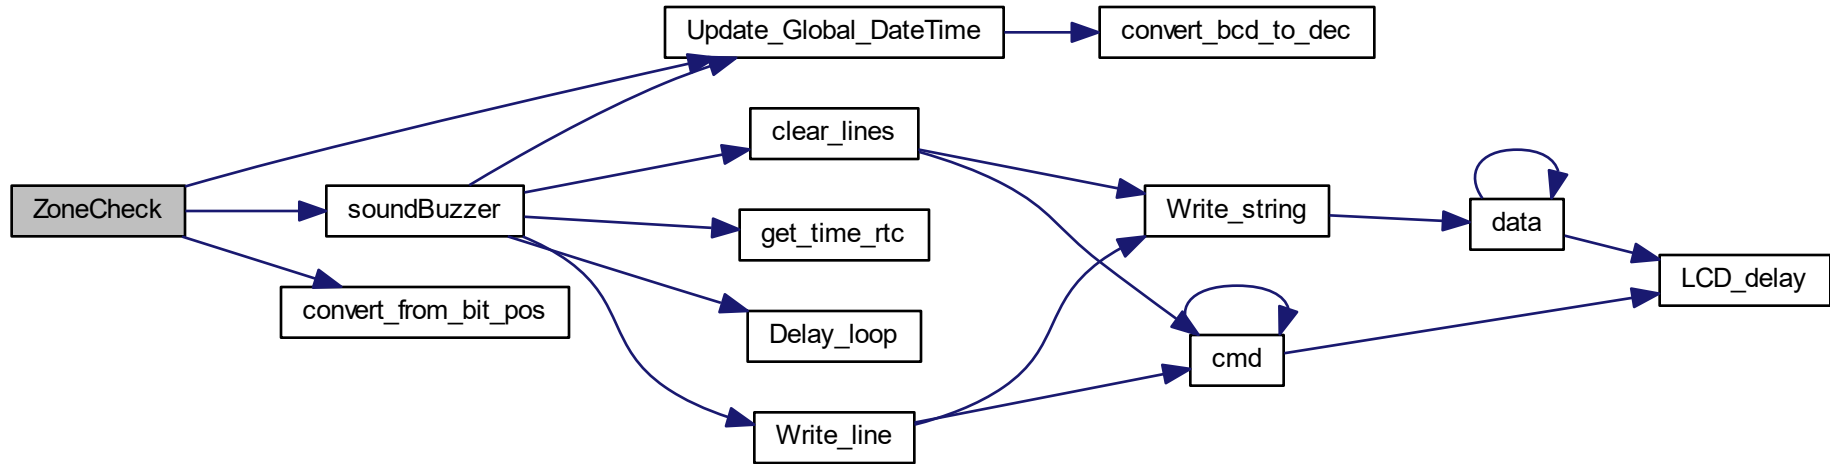 Update_Global_DateTime
convert_bcd_to_dec
clear_lines
ZoneCheck
soundBuzzer
Write_string
data
get_time_rtc
LCD_delay
convert_from_bit_pos
Delay_loop
cmd
Write_line